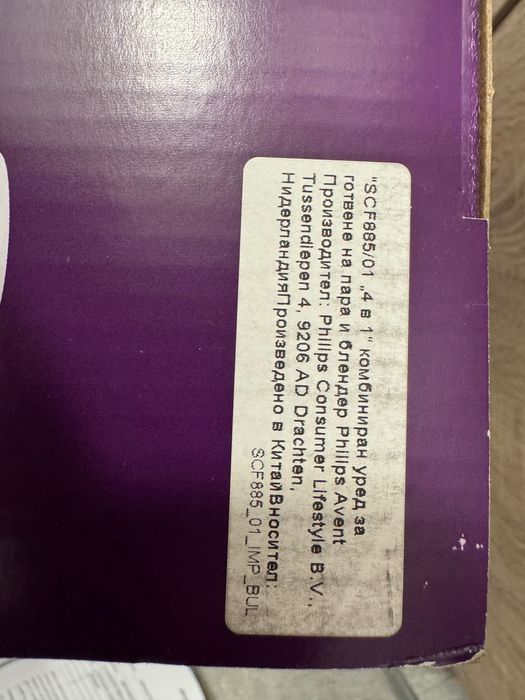 "SCF885/01 „4 в 1“ комбиниран уред за
готвене на пара и блендер Philips Avent
Производител: Philips Consumer Lifestyle B.V.,
Tussendiepen 4, 9206 AD Drachten,
НидерландияПроизведено в КитайВносител:
SCF885_01_IMP_BUL